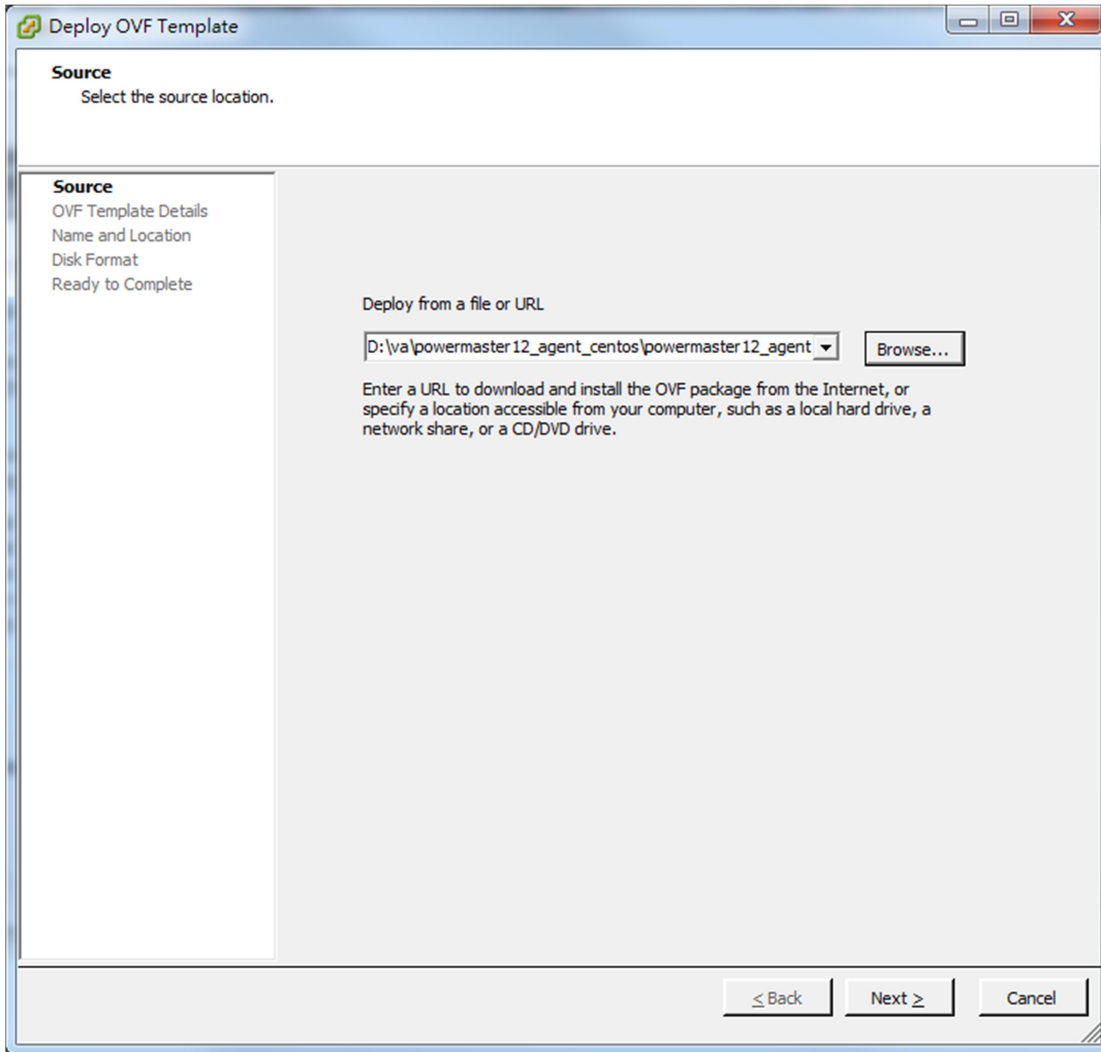 Deploy OVF Template
Source
Select the source location.
Source
OVF Template Details
Name and Location
Disk Format
Ready to Complete
Deploy from a file or URL
D:\va\powermaster12_agent_centos\powermaster12_agent
Browse...
Enter a URL to download and install the OVF package from the Internet, or
specify a location accessible from your computer, such as a local hard drive, a
network share, or a CD/DVD drive.
< Back
Next >
Cancel